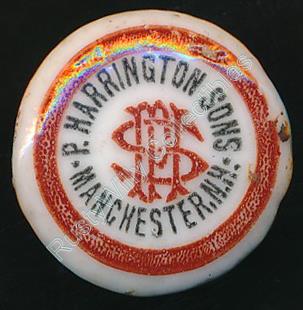 P. HARRINGTON SONS
MANCHESTER. N.H.